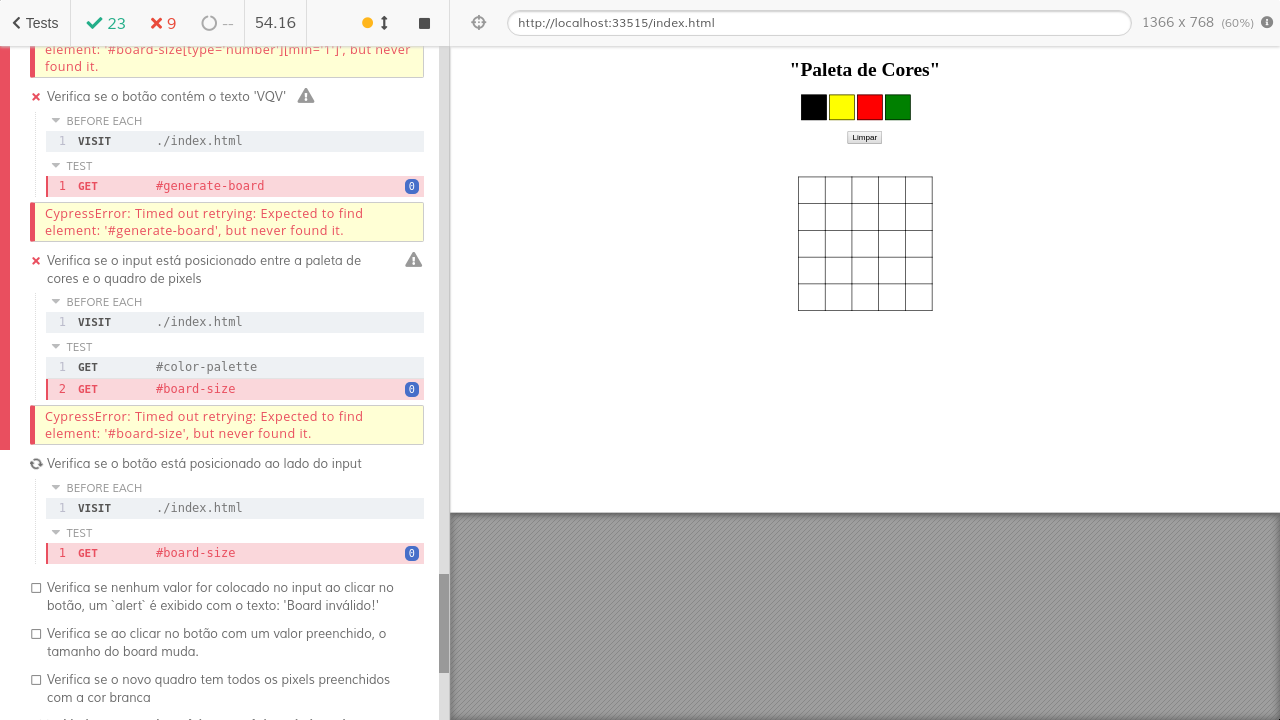 Tests 23 9 -- 54.16
http://localhost:33515/index.html 1366 x 768 (60%)
element: '#board-size[type='number'][min='1']', but never
found it.
Verifica se o botão contém o texto 'VQV'
BEFORE EACH
1 VISIT ./index.html
TEST
1 GET #generate-board 0
CypressError: Timed out retrying: Expected to find
element: '#generate-board', but never found it.
Verifica se o input está posicionado entre a paleta de
cores e o quadro de pixels
BEFORE EACH
1 VISIT ./index.html
TEST
1 GET #color-palette
2 GET #board-size 0
CypressError: Timed out retrying: Expected to find
element: '#board-size', but never found it.
Verifica se o botão está posicionado ao lado do input
BEFORE EACH
1 VISIT ./index.html
TEST
1 GET #board-size 0
Verifica se nenhum valor for colocado no input ao clicar no
botão, um `alert` é exibido com o texto: 'Board inválido!'
Verifica se ao clicar no botão com um valor preenchido, o
tamanho do board muda.
Verifica se o novo quadro tem todos os pixels preenchidos
com a cor branca
"Paleta de Cores"
Limpar